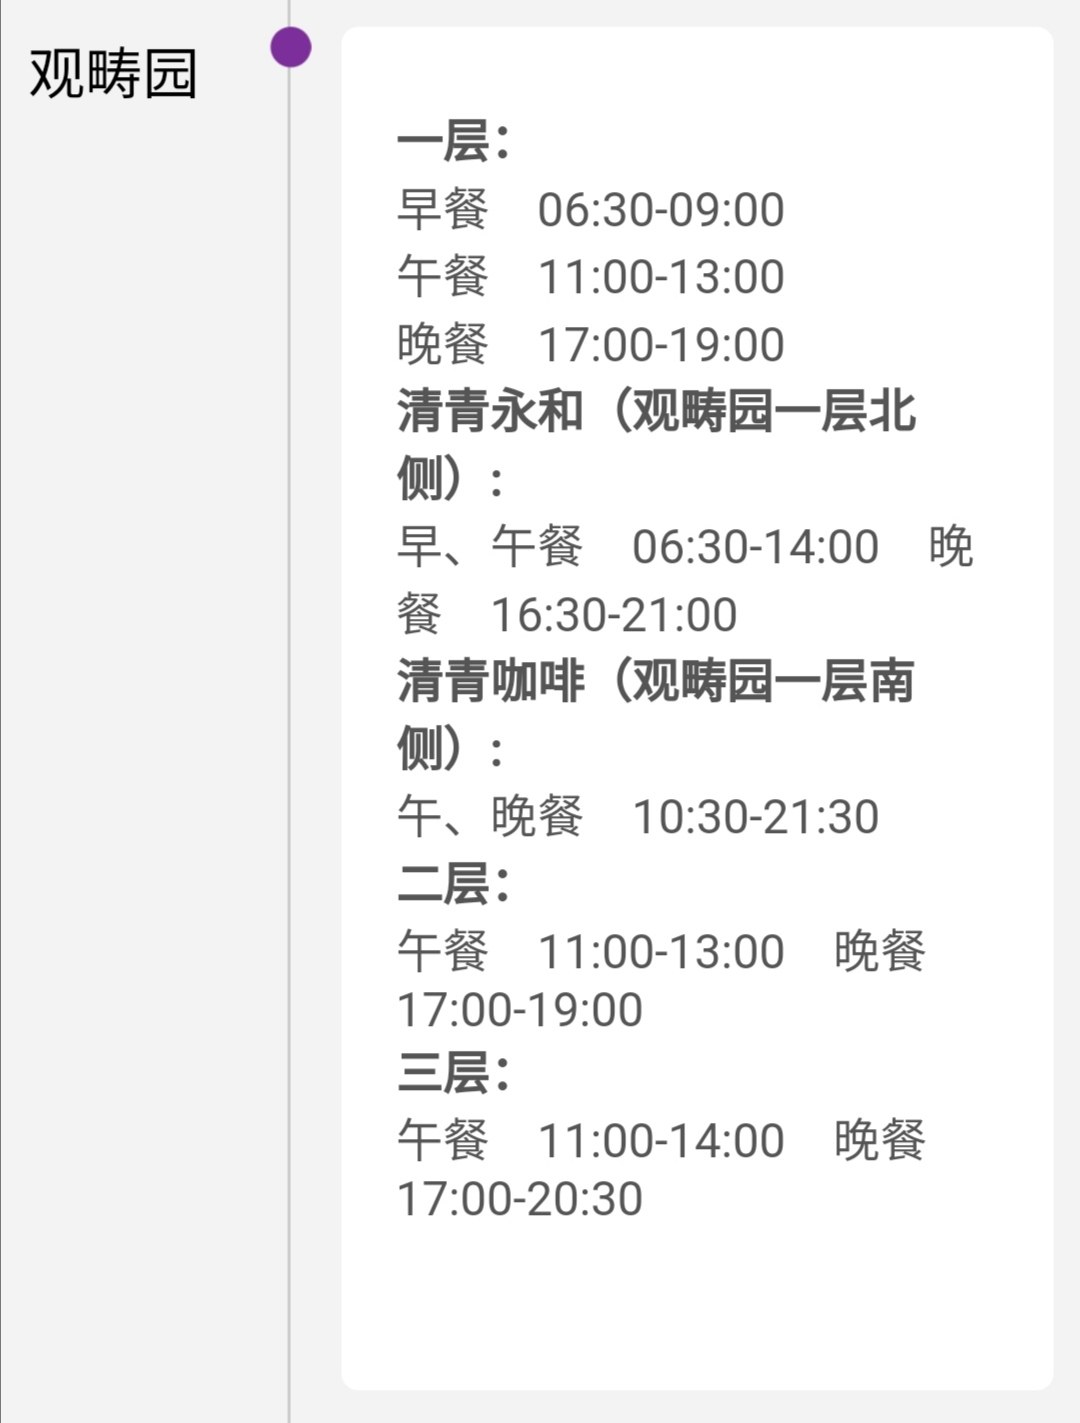 观畴园
一层：
早餐　06:30-09:00
午餐　11:00-13:00
晚餐　17:00-19:00
清青永和（观畴园一层北
侧）:
早、午餐　06:30-14:00　晚
餐　16:30-21:00
清青咖啡（观畴园一层南
侧）:
午、晚餐　10:30-21:30
二层：
午餐　11:00-13:00　晚餐
17:00-19:00
三层：
午餐　11:00-14:00　晚餐
17:00-20:30